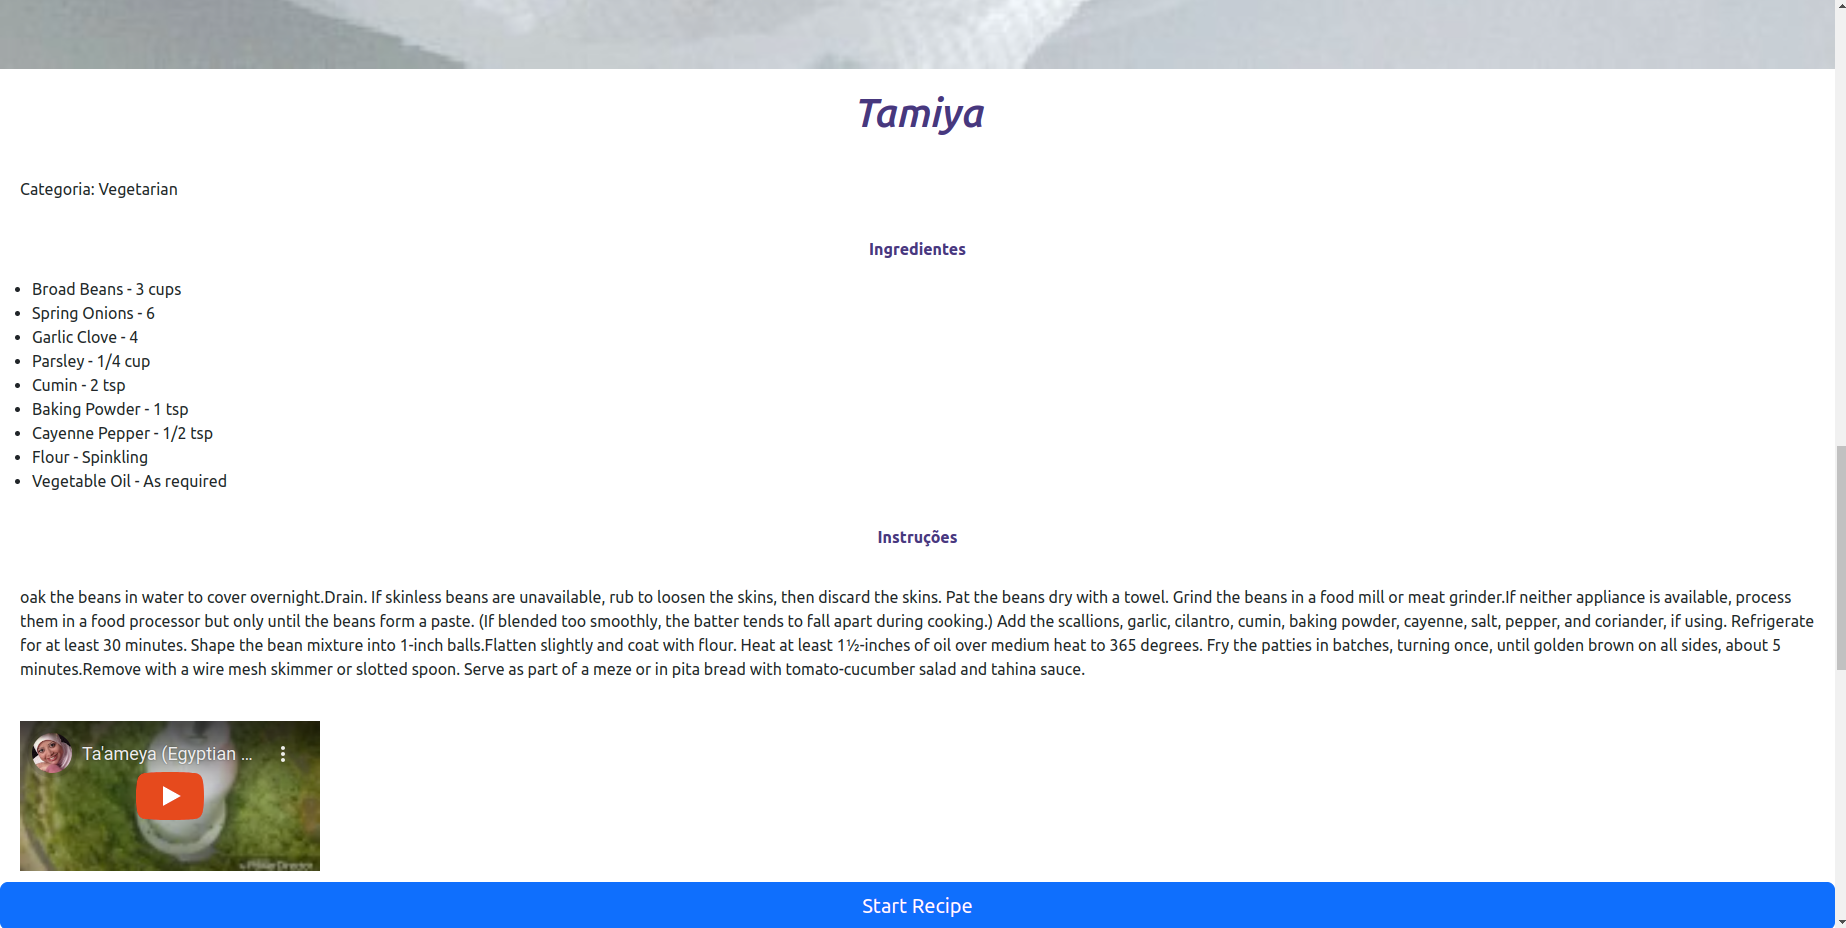 Tamiya
Categoria: Vegetarian
Ingredientes
Broad Beans - 3 cups
Spring Onions - 6
Garlic Clove - 4
Parsley - 1/4 cup
Cumin - 2 tsp
Baking Powder - 1 tsp
Cayenne Pepper - 1/2 tsp
Flour - Spinkling
Vegetable Oil - As required
Instruções
oak the beans in water to cover overnight.Drain. If skinless beans are unavailable, rub to loosen the skins, then discard the skins. Pat the beans dry with a towel. Grind the beans in a food mill or meat grinder.If neither appliance is available, process
them in a food processor but only until the beans form a paste. (If blended too smoothly, the batter tends to fall apart during cooking.) Add the scallions, garlic, cilantro, cumin, baking powder, cayenne, salt, pepper, and coriander, if using. Refrigerate
for at least 30 minutes. Shape the bean mixture into 1-inch balls.Flatten slightly and coat with flour. Heat at least 1½-inches of oil over medium heat to 365 degrees. Fry the patties in batches, turning once, until golden brown on all sides, about 5
minutes.Remove with a wire mesh skimmer or slotted spoon. Serve as part of a meze or in pita bread with tomato-cucumber salad and tahina sauce.
Ta'ameya (Egyptian ...
Start Recipe